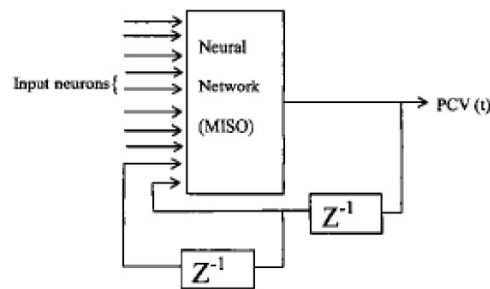 Neural
Input neurons{
Network
(MISO)
PCV (t)
Z-1
Z-1